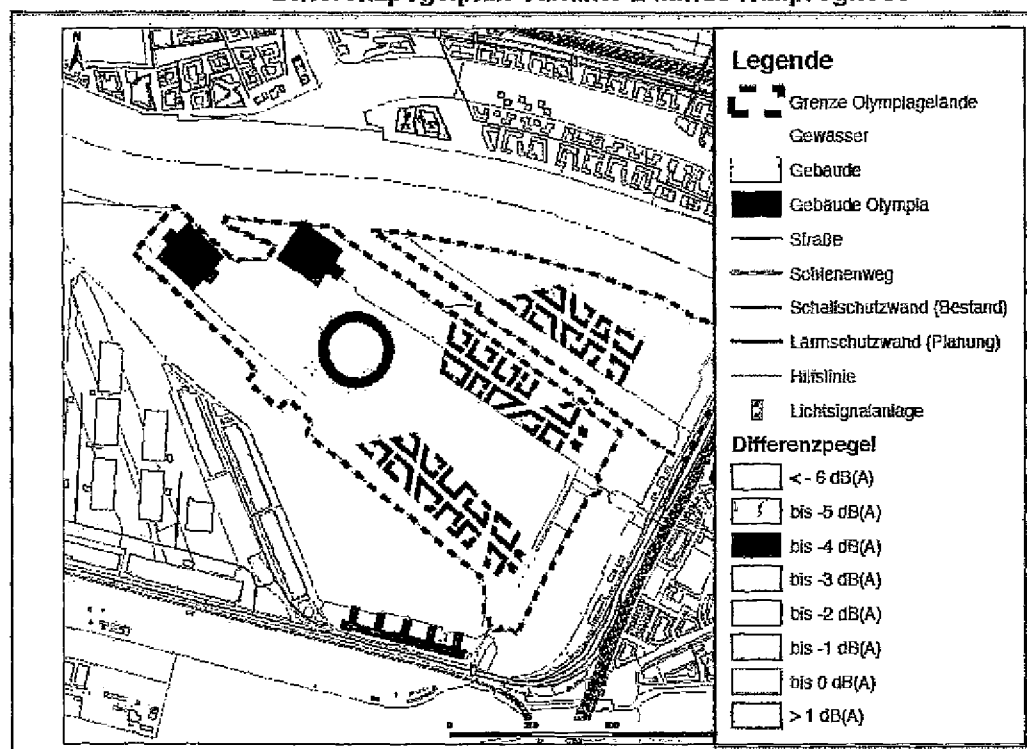 N
Legende
Grenze Olympiagelände
Gewässer
Gebäude
Gebäude Olympia
Straße
Schienenweg
Schallschutzwand (Bestand)
Lärmschutzwand (Planung)
Hilfslinie
Lichtsignalanlage
Differenzpegel
< - 6 dB(A)
bis -5 dB(A)
bis -4 dB(A)
bis -3 dB(A)
bis -2 dB(A)
bis -1 dB(A)
bis 0 dB(A)
> 1 dB(A)
0